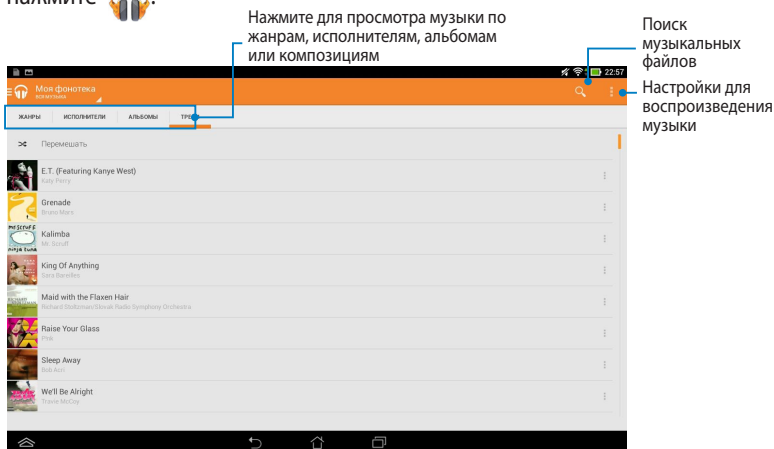 нажмите
Нажмите для просмотра музыки по
жанрам, исполнителям, альбомам
или композициям
Поиск
музыкальных
файлов
Настройки для
воспроизведения
музыки
22:57
Моя фонотека
ВСЯ МУЗЫКА
ЖАНРЫ ИСПОЛНИТЕЛИ АЛЬБОМЫ
Перемешать
E.T. (Featuring Kanye West)
Katy Perry
Grenade
Bruno Mars
Kalimba
Mr. Scruff
King Of Anything
Sara Bareilles
Maid with the Flaxen Hair
Richard Stoltzman/Slovak Radio Symphony Orchestra
Raise Your Glass
P!nk
Sleep Away
Bob Acri
We'll Be Alright
Travie McCoy